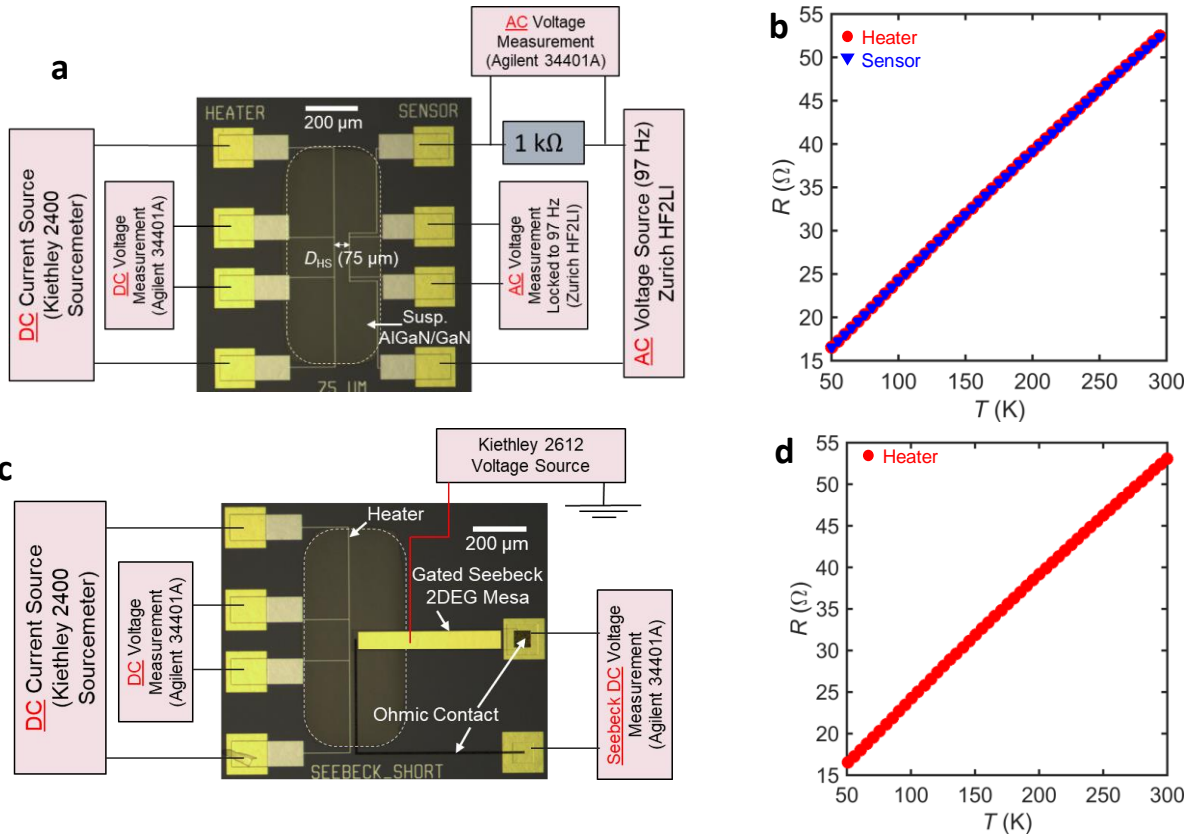 a
AC Voltage
Measurement
(Agilent 34401A)
HEATER
SENSOR
200 µm
1 kΩ
DC Current Source
(Kiethley 2400
Sourcemeter)
DC Voltage
Measurement
(Agilent 34401A)
D_HS (75 µm)
Susp.
AlGaN/GaN
75 UM
AC Voltage
Measurement
Locked to 97 Hz
(Zurich HF2LI)
AC Voltage Source (97 Hz)
Zurich HF2LI
b
Heater
Sensor
R (Ω)
55
50
45
40
35
30
25
20
15
50
100
150
200
250
300
T (K)
c
Kiethley 2612
Voltage Source
Heater
200 µm
Gated Seebeck
2DEG Mesa
DC Current Source
(Kiethley 2400
Sourcemeter)
DC Voltage
Measurement
(Agilent 34401A)
Ohmic Contact
SEEBECK_SHORT
Seebeck DC Voltage
Measurement
(Agilent 34401A)
d
Heater
R (Ω)
55
50
45
40
35
30
25
20
15
50
100
150
200
250
300
T (K)